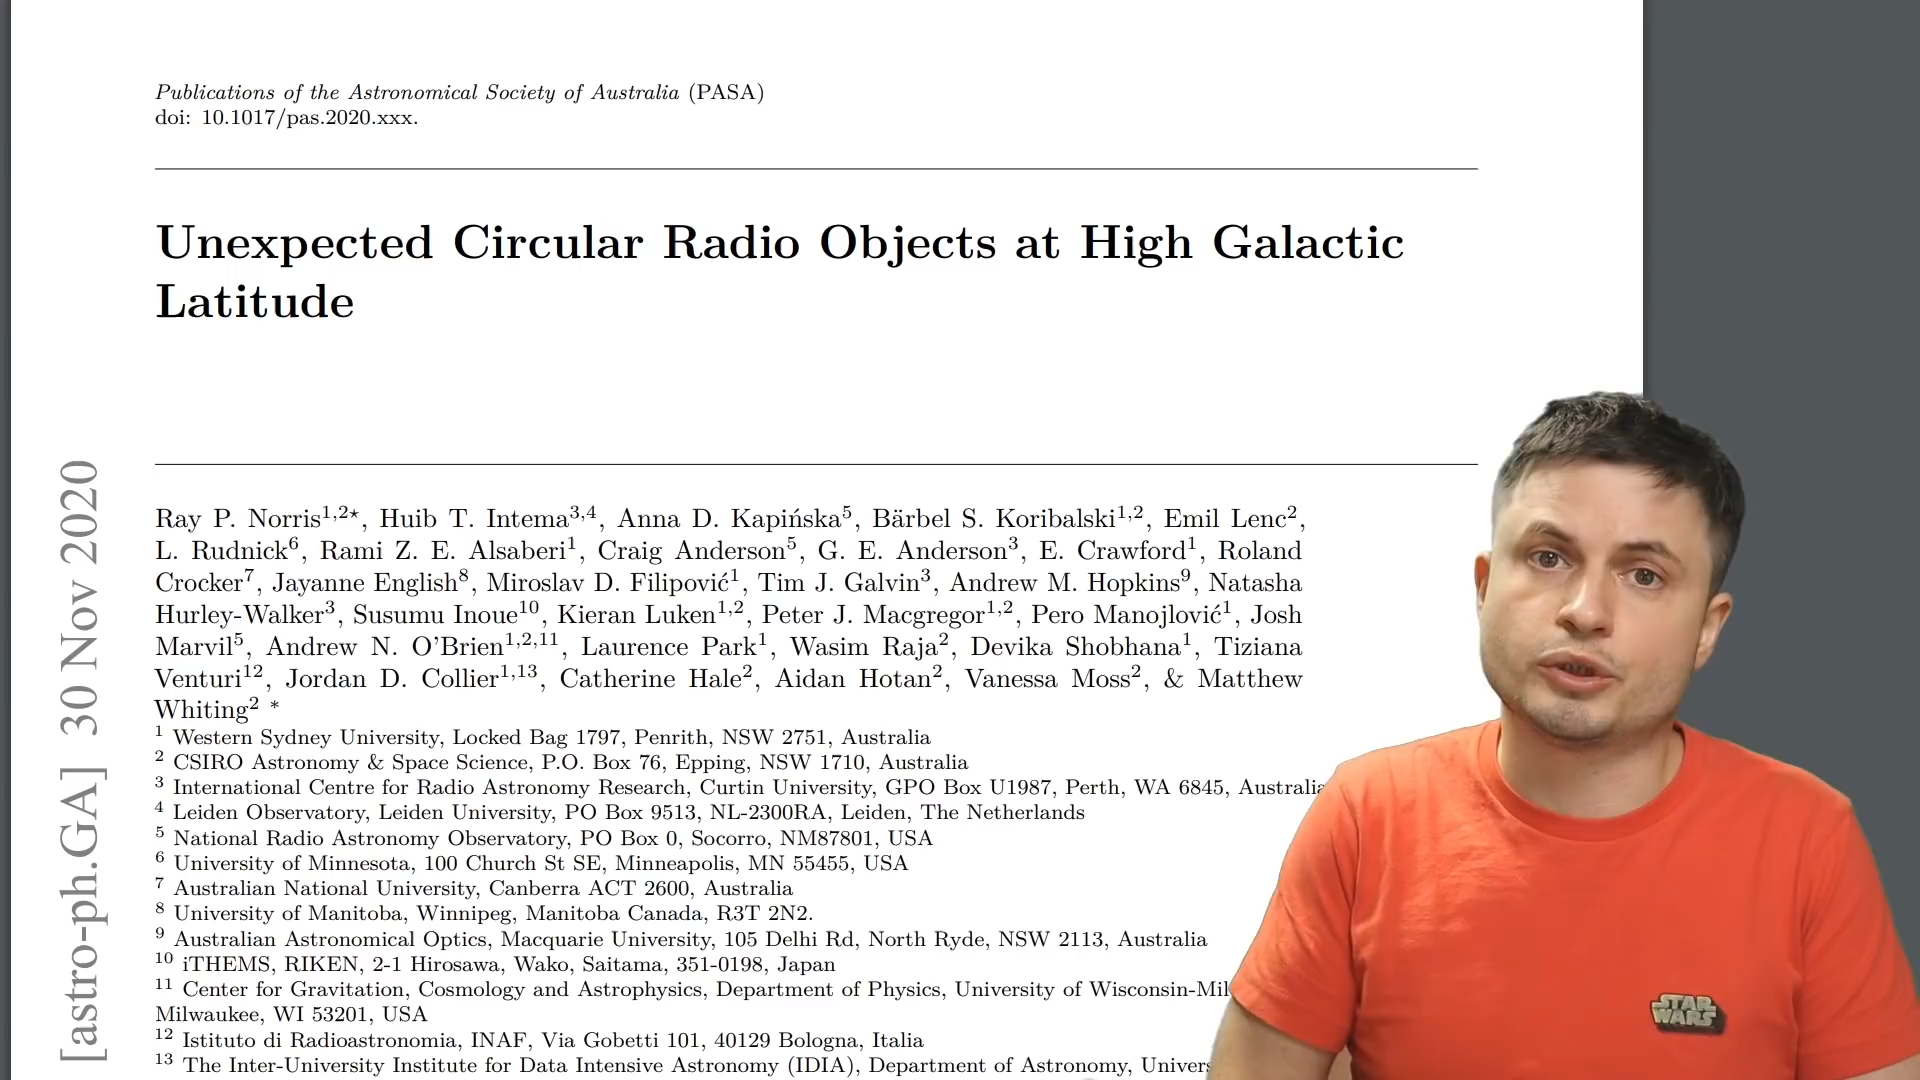 Publications of the Astronomical Society of Australia (PASA)
doi: 10.1017/pas.2020.xxx.
Unexpected Circular Radio Objects at High Galactic
Latitude
[astro-ph.GA] 30 Nov 2020
Ray P. Norris1,2⋆, Huib T. Intema3,4, Anna D. Kapińska5, Bärbel S. Koribalski1,2, Emil Lenc2,
L. Rudnick6, Rami Z. E. Alsaberi1, Craig Anderson5, G. E. Anderson3, E. Crawford1, Roland
Crocker7, Jayanne English8, Miroslav D. Filipović1, Tim J. Galvin3, Andrew M. Hopkins9, Natasha
Hurley-Walker3, Susumu Inoue10, Kieran Luken1,2, Peter J. Macgregor1,2, Pero Manojlović1, Josh
Marvil5, Andrew N. O'Brien1,2,11, Laurence Park1, Wasim Raja2, Devika Shobhana1, Tiziana
Venturi12, Jordan D. Collier1,13, Catherine Hale2, Aidan Hotan2, Vanessa Moss2, & Matthew
Whiting2 *
1 Western Sydney University, Locked Bag 1797, Penrith, NSW 2751, Australia
2 CSIRO Astronomy & Space Science, P.O. Box 76, Epping, NSW 1710, Australia
3 International Centre for Radio Astronomy Research, Curtin University, GPO Box U1987, Perth, WA 6845, Australia
4 Leiden Observatory, Leiden University, PO Box 9513, NL-2300RA, Leiden, The Netherlands
5 National Radio Astronomy Observatory, PO Box 0, Socorro, NM87801, USA
6 University of Minnesota, 100 Church St SE, Minneapolis, MN 55455, USA
7 Australian National University, Canberra ACT 2600, Australia
8 University of Manitoba, Winnipeg, Manitoba Canada, R3T 2N2.
9 Australian Astronomical Optics, Macquarie University, 105 Delhi Rd, North Ryde, NSW 2113, Australia
10 iTHEMS, RIKEN, 2-1 Hirosawa, Wako, Saitama, 351-0198, Japan
11 Center for Gravitation, Cosmology and Astrophysics, Department of Physics, University of Wisconsin-Mil
Milwaukee, WI 53201, USA
12 Istituto di Radioastronomia, INAF, Via Gobetti 101, 40129 Bologna, Italia
13 The Inter-University Institute for Data Intensive Astronomy (IDIA), Department of Astronomy, Univers
STAR
WARS